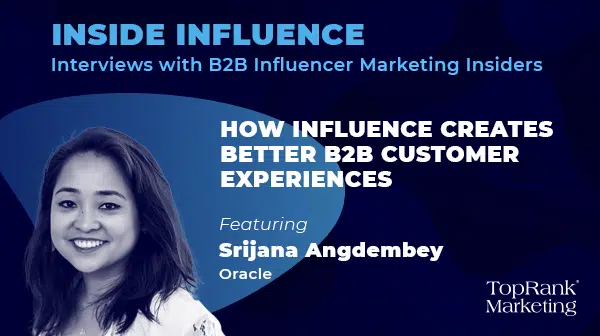 INSIDE INFLUENCE
Interviews with B2B Influencer Marketing Insiders
HOW INFLUENCE CREATES
BETTER B2B CUSTOMER
EXPERIENCES
Featuring
Srijana Angdembey
Oracle
TopRank®
Marketing